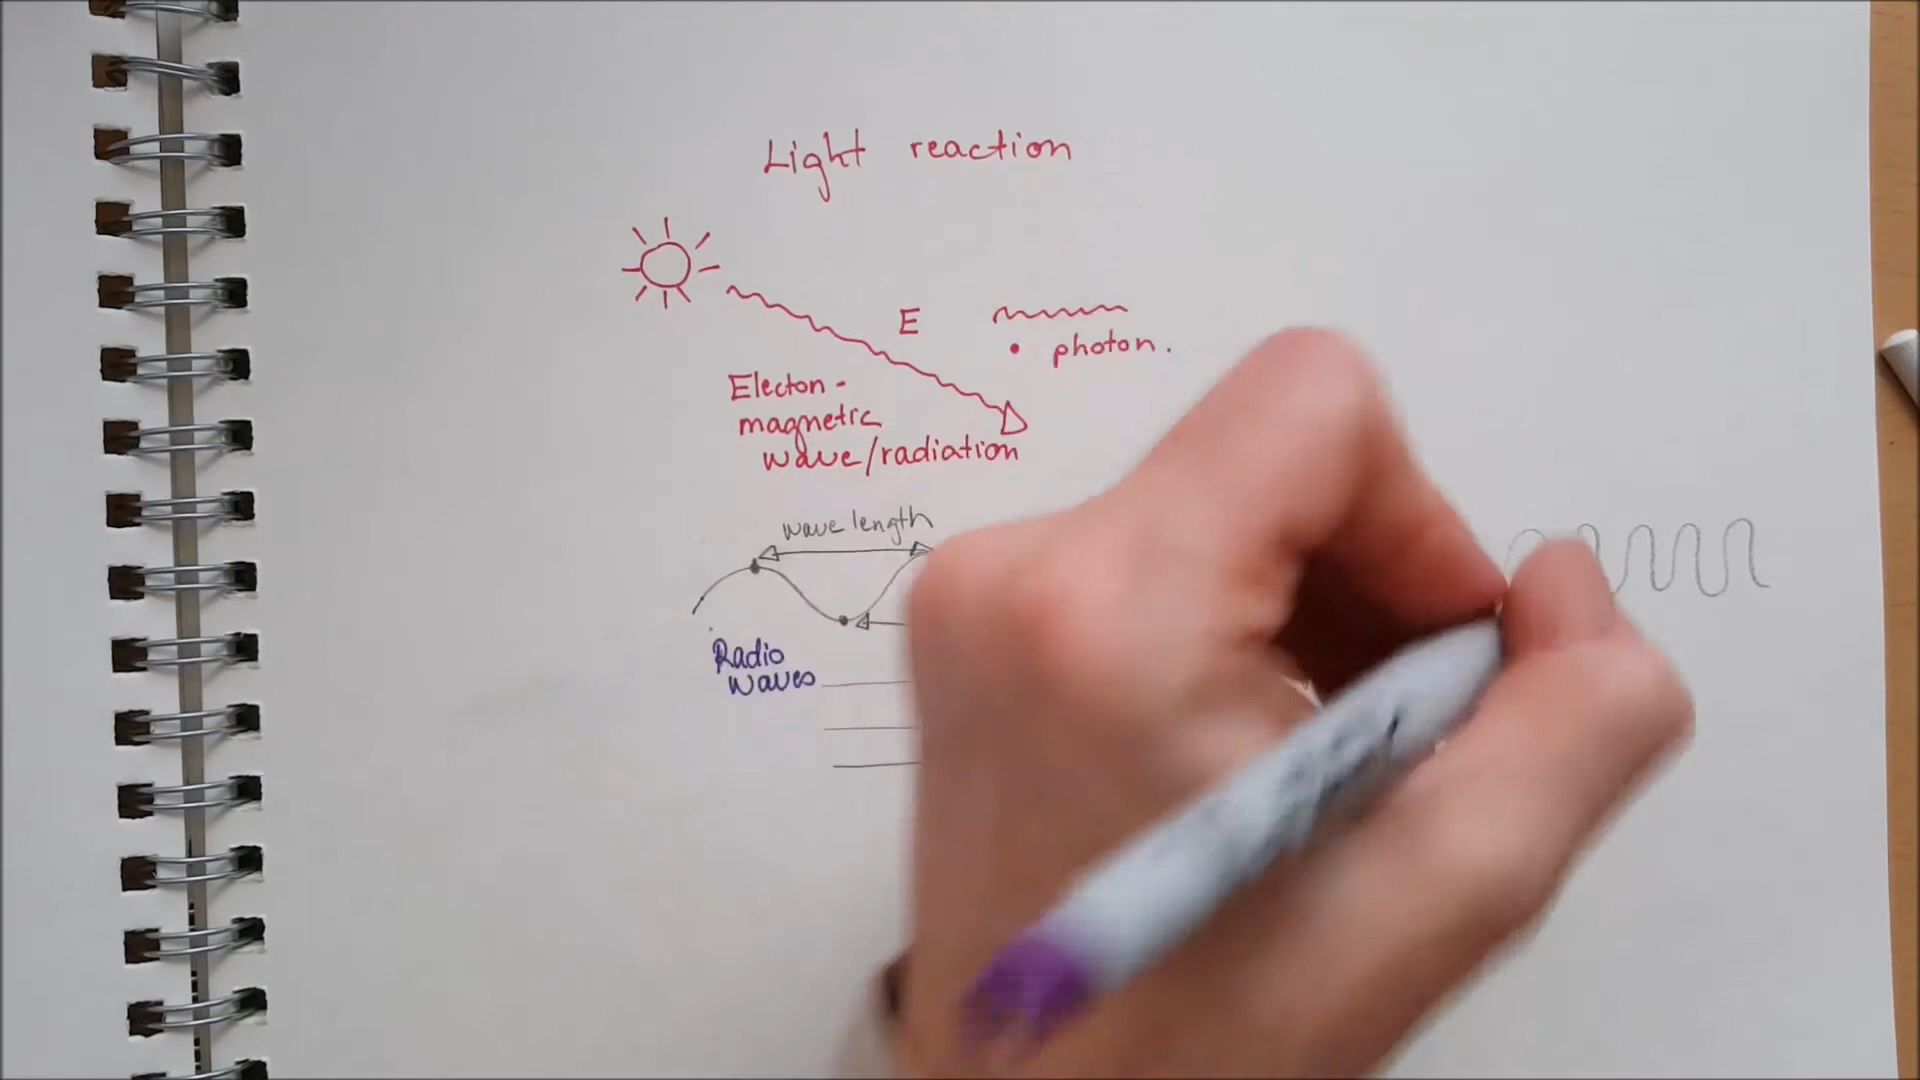 Light reaction
E
• photon.
Electon-
magnetic
wave/radiation
wave length
Radio
waves